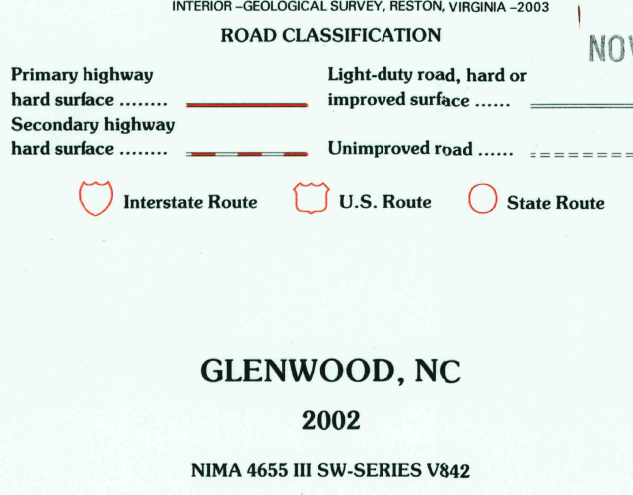 INTERIOR –GEOLOGICAL SURVEY, RESTON, VIRGINIA –2003
ROAD CLASSIFICATION
Primary highway
hard surface ........
Light-duty road, hard or
improved surface ......
Secondary highway
hard surface ........
Unimproved road ......
Interstate Route
U.S. Route
State Route
GLENWOOD, NC
2002
NIMA 4655 III SW-SERIES V842